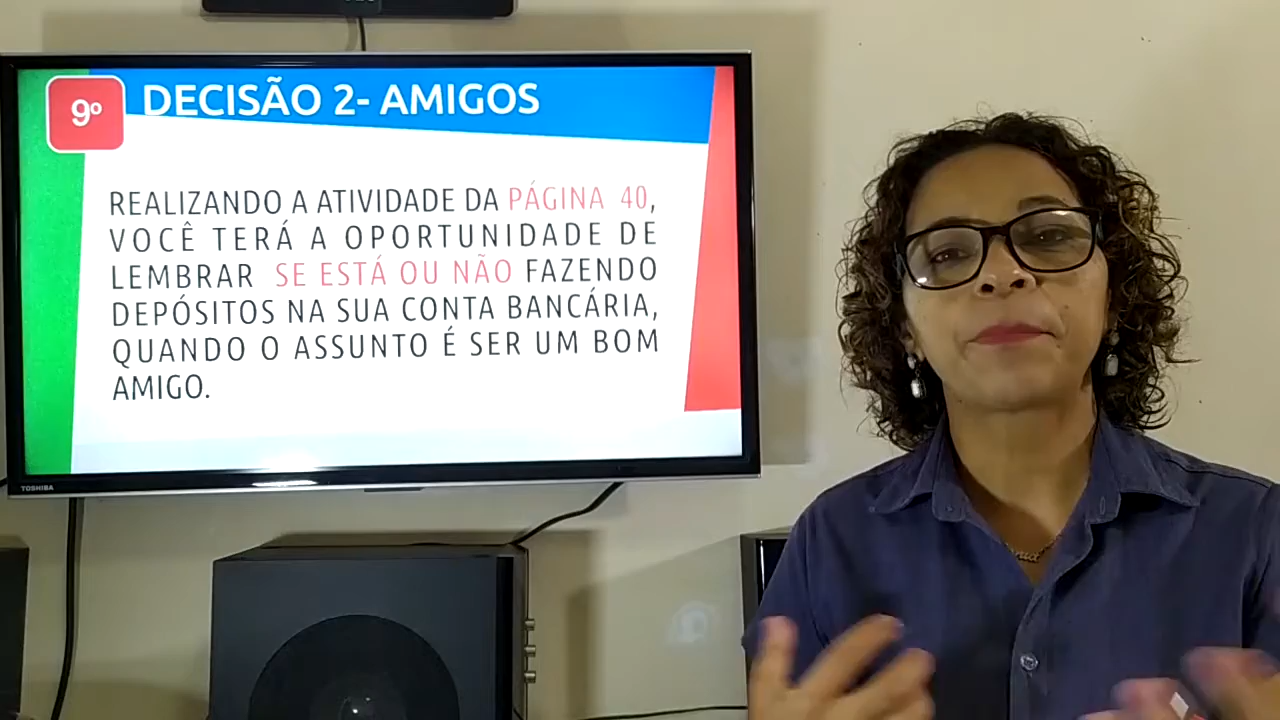 9º
DECISÃO 2- AMIGOS
REALIZANDO A ATIVIDADE DA PÁGINA 40,
VOCÊ TERÁ A OPORTUNIDADE DE
LEMBRAR SE ESTÁ OU NÃO FAZENDO
DEPÓSITOS NA SUA CONTA BANCÁRIA,
QUANDO O ASSUNTO É SER UM BOM
AMIGO.
TOSHIBA